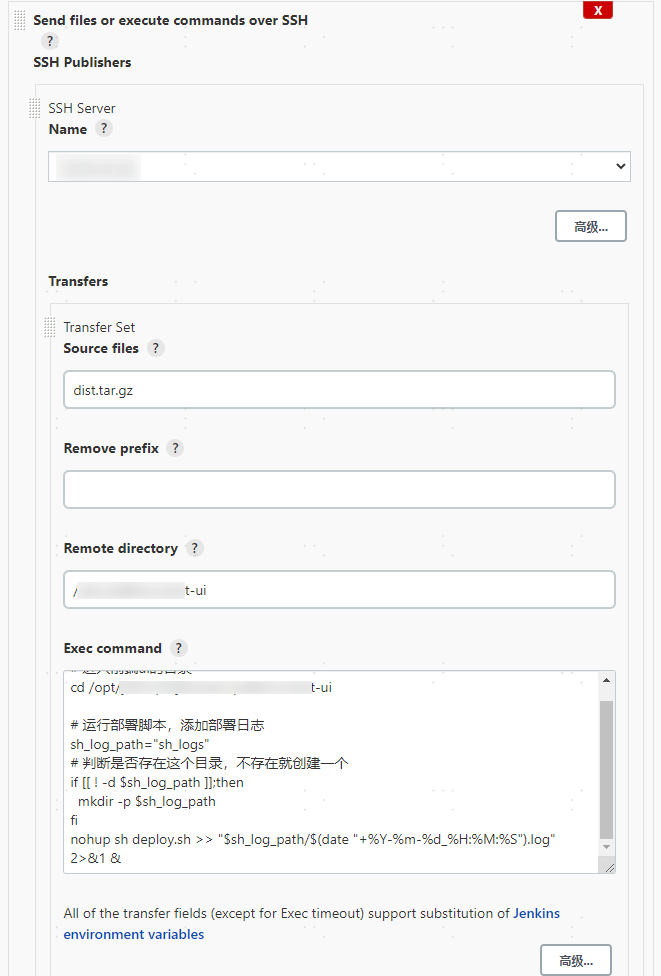 Send files or execute commands over SSH
X
?
SSH Publishers
SSH Server
Name ?
高级...
Transfers
Transfer Set
Source files ?
dist.tar.gz
Remove prefix ?
Remote directory ?
/ t-ui
Exec command ?
cd /opt/ t-ui
# 运行部署脚本，添加部署日志
sh_log_path="sh_logs"
# 判断是否存在这个目录，不存在就创建一个
if [[ ! -d $sh_log_path ]];then
mkdir -p $sh_log_path
fi
nohup sh deploy.sh >> "$sh_log_path/$(date "+%Y-%m-%d_%H:%M:%S").log"
2>&1 &
All of the transfer fields (except for Exec timeout) support substitution of Jenkins
environment variables
高级...